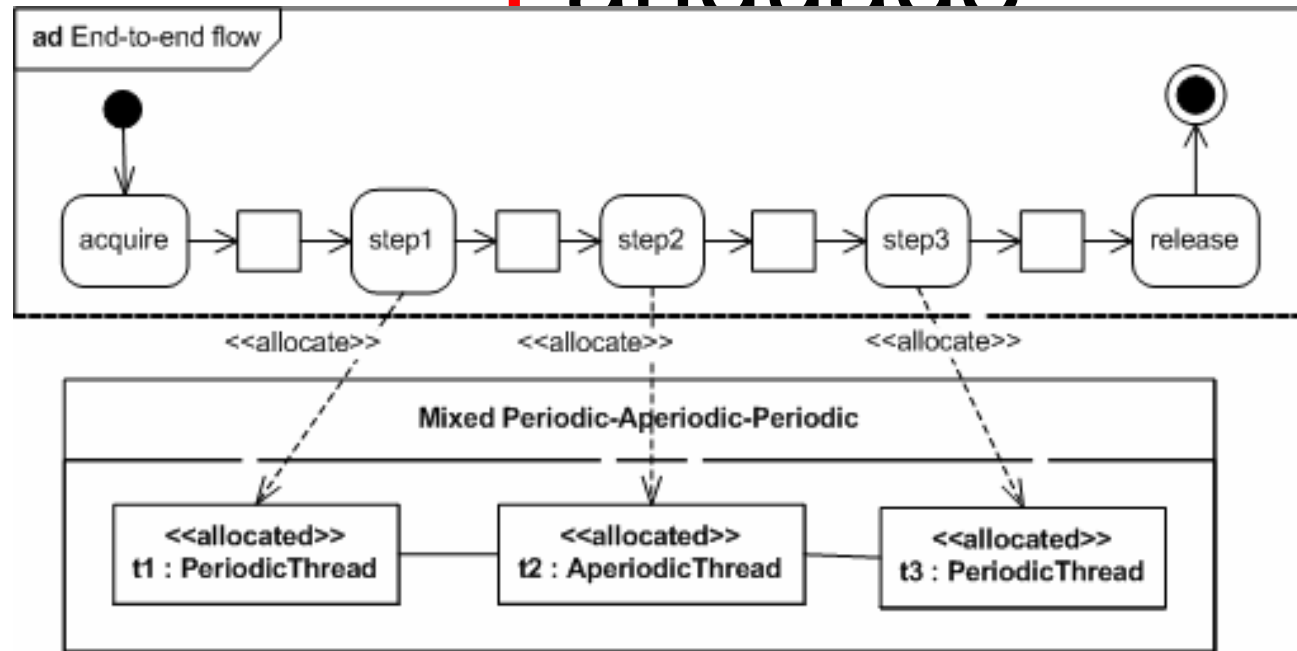 ad End-to-end flow
acquire
step1
step2
step3
release
<<allocate>>
<<allocate>>
<<allocate>>
Mixed Periodic-Aperiodic-Periodic
<<allocated>>
t1 : PeriodicThread
<<allocated>>
t2 : AperiodicThread
<<allocated>>
t3 : PeriodicThread